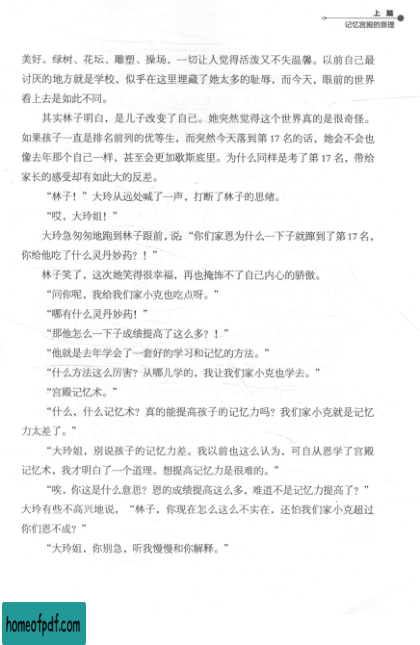 上 篇
记忆宫殿的原理
美好。绿树、花坛、雕塑、操场，一切让人觉得活泼又不失温馨。以前自己最
讨厌的地方就是学校，似乎在这里埋藏了她太多的耻辱，而今天，眼前的世界
看上去是如此不同。
其实林子明白，是儿子改变了自己。她突然觉得这个世界真的是很奇怪。
如果孩子一直是排名前列的优等生，而突然今天落到第 17 名的话，她会不会也
像去年那个自己一样，甚至会更加歇斯底里。为什么同样是考了第 17 名，带给
家长的感受却有如此大的反差。
“林子！”大玲从远处喊了一声，打断了林子的思绪。
“哎，大玲姐！”
大玲急匆匆地跑到林子跟前，说：“你们家恩为什么一下子就蹿到了第 17 名，
你给他吃了什么灵丹妙药？！”
林子笑了，这次她笑得很幸福，再也掩饰不了自己内心的骄傲。
“问你呢，我给我们家小克也吃点呀。”
“哪有什么灵丹妙药！”
“那他怎么一下子成绩提高了这么多？！”
“他就是去年学会了一套好的学习和记忆的方法。”
“什么方法这么厉害？从哪儿学的，我让我们家小克也学去。”
“宫殿记忆术。”
“什么，什么记忆术？真的能提高孩子的记忆力吗？我们家小克就是记忆
力太差了。”
“大玲姐，别说孩子的记忆力差。我以前也这么认为，可自从恩学了宫殿
记忆术，我才明白了一个道理。想提高记忆力是很难的。”
“唉，你这是什么意思？恩的成绩提高这么多，难道不是记忆力提高了？”
大玲有些不高兴地说，“林子，你现在怎么这么不实在，还怕我们家小克超过
你们恩不成？”
“大玲姐，你别急，听我慢慢和你解释。”
homeofpdf.com